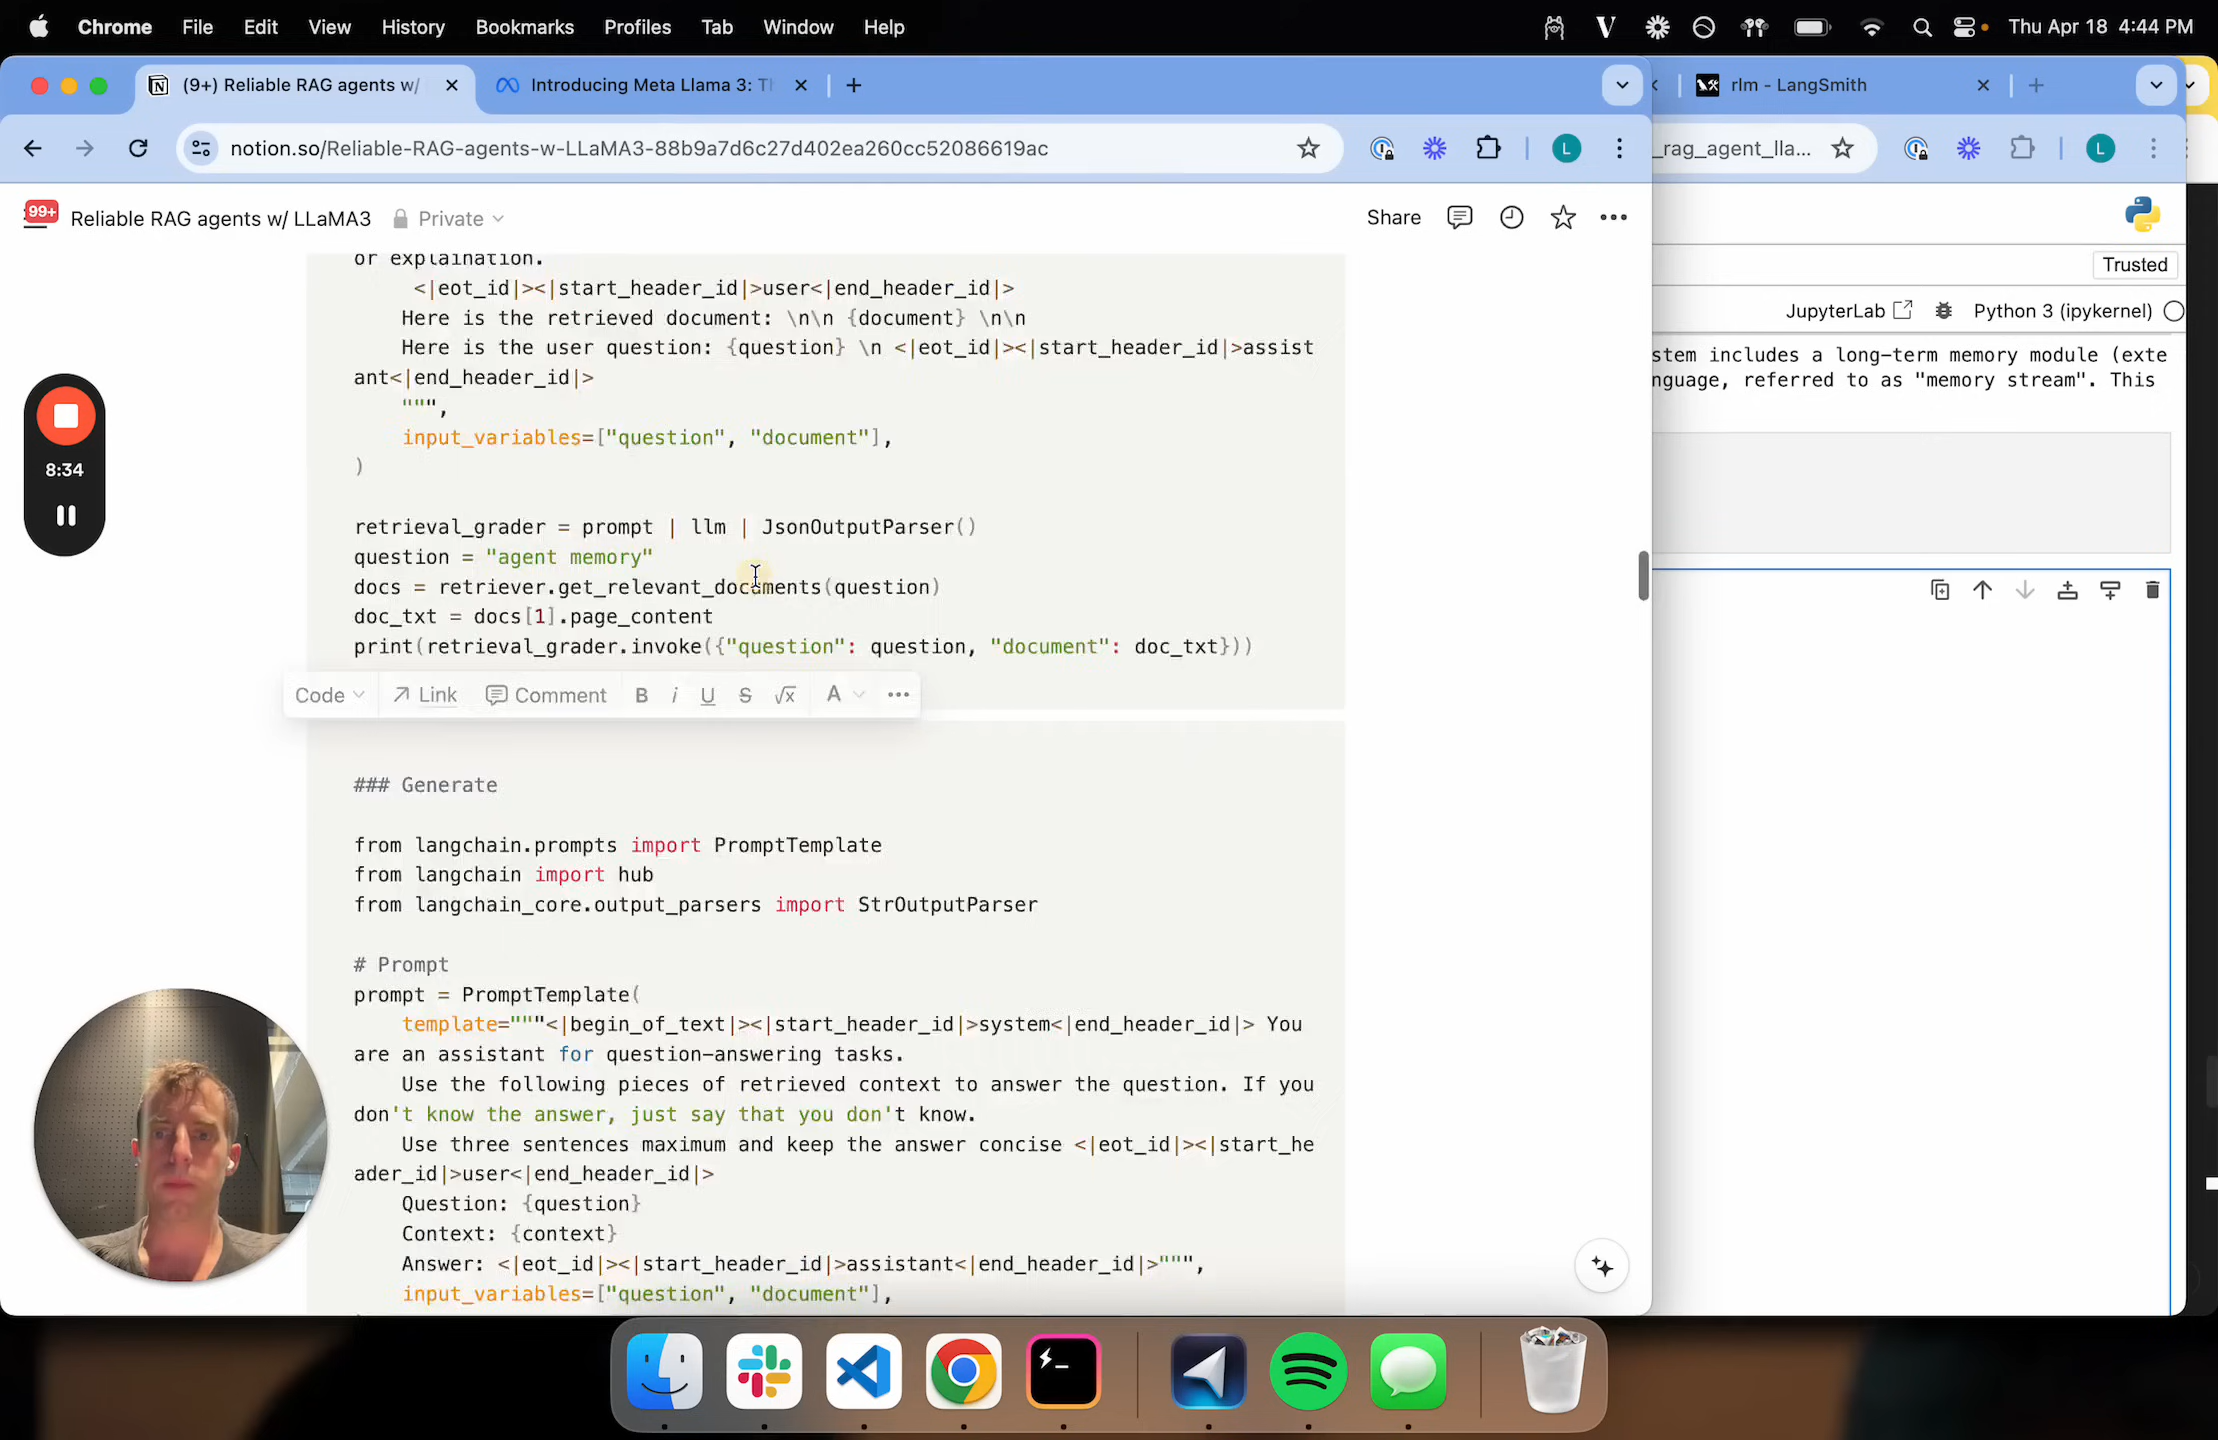 Chrome File Edit View History Bookmarks Profiles Tab Window Help Thu Apr 18 4:44 PM
(9+) Reliable RAG agents w/ Introducing Meta Llama 3: Tl rlm - LangSmith
notion.so/Reliable-RAG-agents-w-LLaMA3-88b9a7d6c27d402ea260cc52086619ac L _rag_agent_lla... L
99+ Reliable RAG agents w/ LLaMA3 Private Share
Trusted
JupyterLab Python 3 (ipykernel)
stem includes a long-term memory module (exte
nguage, referred to as "memory stream". This
or explaination.
<|eot_id|><|start_header_id|>user<|end_header_id|>
Here is the retrieved document: \n\n {document} \n\n
Here is the user question: {question} \n <|eot_id|><|start_header_id|>assist
ant<|end_header_id|>
""",
input_variables=["question", "document"],
)
8:34
retrieval_grader = prompt | llm | JsonOutputParser()
question = "agent memory"
docs = retriever.get_relevant_documents(question)
doc_txt = docs[1].page_content
print(retrieval_grader.invoke({"question": question, "document": doc_txt}))
Code Link Comment B i U S √x A •••
### Generate
from langchain.prompts import PromptTemplate
from langchain import hub
from langchain_core.output_parsers import StrOutputParser
# Prompt
prompt = PromptTemplate(
template="""<|begin_of_text|><|start_header_id|>system<|end_header_id|> You
are an assistant for question-answering tasks.
Use the following pieces of retrieved context to answer the question. If you
don't know the answer, just say that you don't know.
Use three sentences maximum and keep the answer concise <|eot_id|><|start_he
ader_id|>user<|end_header_id|>
Question: {question}
Context: {context}
Answer: <|eot_id|><|start_header_id|>assistant<|end_header_id|>""",
input_variables=["question", "document"],